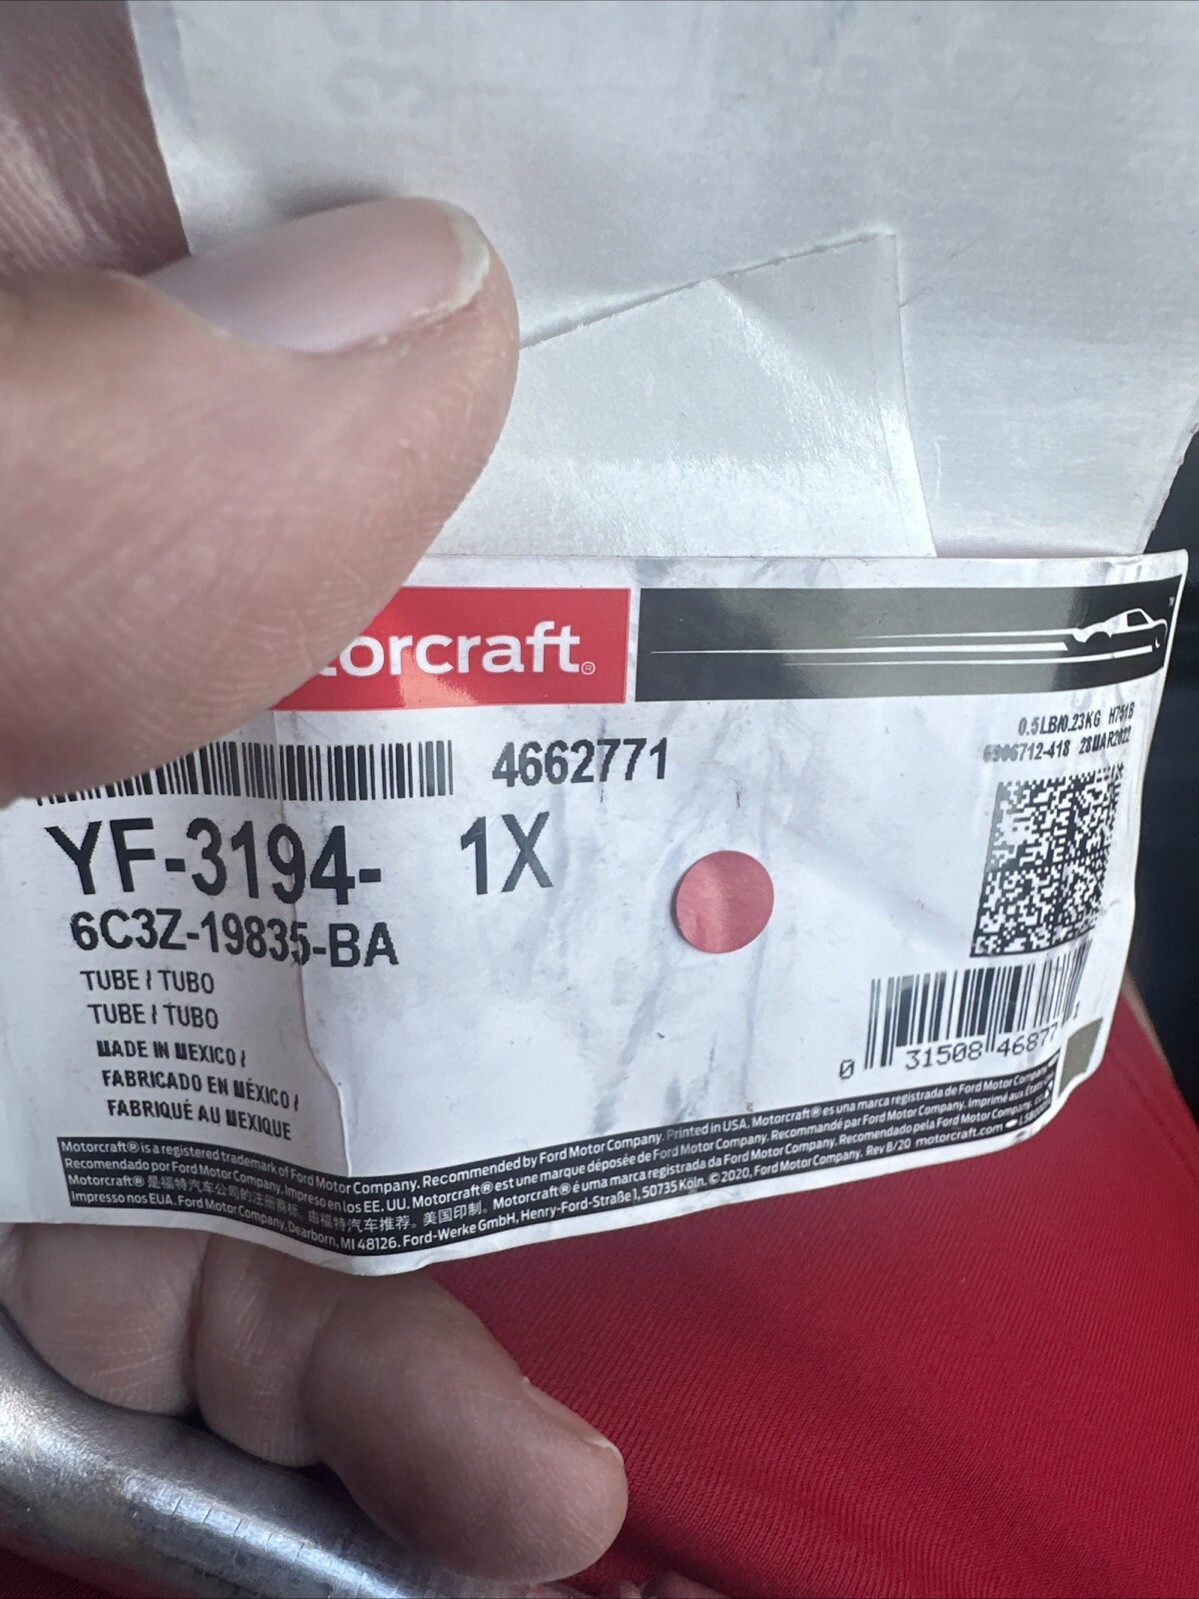 torcraft®
TM
0.5LB/0.23KG H751B
6906712-418 28MAR2022
4662771
YF-3194- 1X
6C3Z-19835-BA
TUBE / TUBO
TUBE / TUBO
MADE IN MEXICO /
FABRICADO EN MÉXICO /
FABRIQUÉ AU MEXIQUE
0 31508 46877 1
Motorcraft® is a registered trademark of Ford Motor Company. Recommended by Ford Motor Company. Printed in USA. Motorcraft® es una marca registrada de Ford Motor Company.
Recomendado por Ford Motor Company. Impreso en los EE. UU. Motorcraft® est une marque déposée de Ford Motor Company. Recommandé par Ford Motor Company. Imprimé aux États
Motorcraft® 是福特汽车公司的注册商标。由福特汽车推荐。美国印制。Motorcraft® é uma marca registrada da Ford Motor Company. Recomendado pela Ford Motor Company.
Impresso nos EUA. Ford Motor Company, Dearborn, MI 48126. Ford-Werke GmbH, Henry-Ford-Straße 1, 50735 Köln. © 2020, Ford Motor Company. Rev 8/20 motorcraft.com